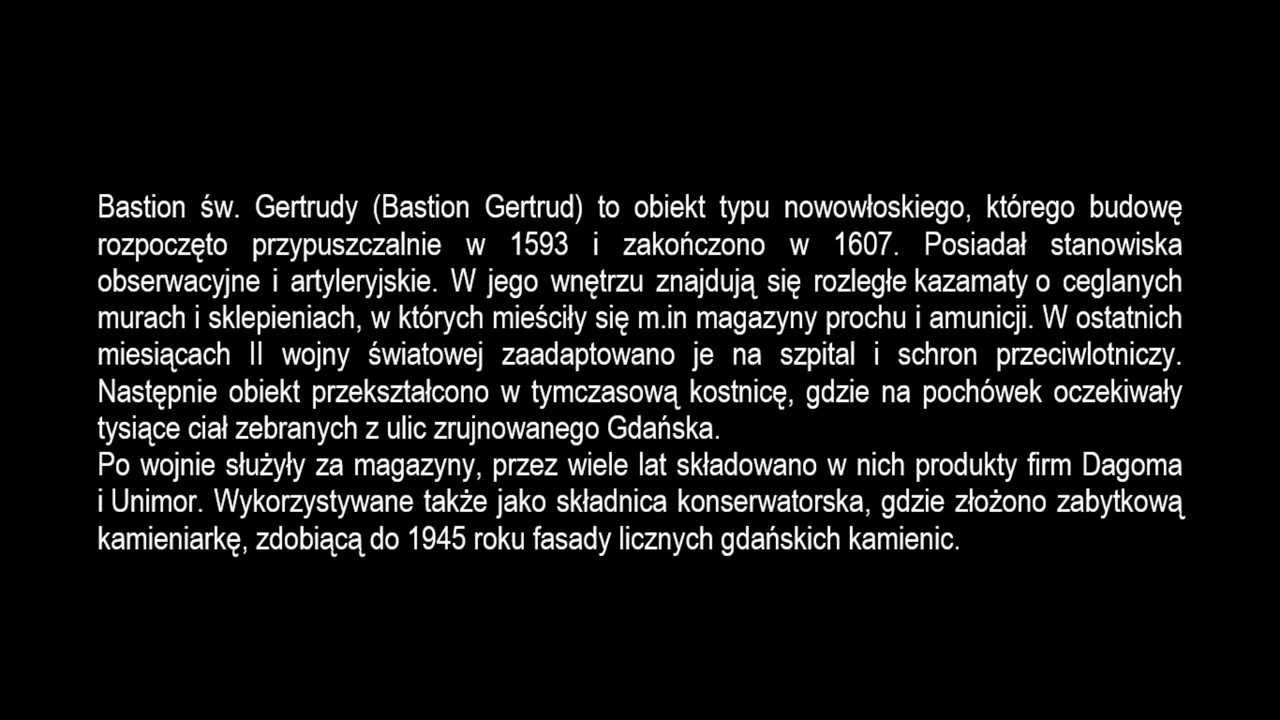 Bastion św. Gertrudy (Bastion Gertrud) to obiekt typu nowowłoskiego, którego budowę
rozpoczęto przypuszczalnie w 1593 i zakończono w 1607. Posiadał stanowiska
obserwacyjne i artyleryjskie. W jego wnętrzu znajdują się rozległe kazamaty o ceglanych
murach i sklepieniach, w których mieściły się m.in magazyny prochu i amunicji. W ostatnich
miesiącach II wojny światowej zaadaptowano je na szpital i schron przeciwlotniczy.
Następnie obiekt przekształcono w tymczasową kostnicę, gdzie na pochówek oczekiwały
tysiące ciał zebranych z ulic zrujnowanego Gdańska.
Po wojnie służyły za magazyny, przez wiele lat składowano w nich produkty firm Dagoma
i Unimor. Wykorzystywane także jako składnica konserwatorska, gdzie złożono zabytkową
kamieniarkę, zdobiącą do 1945 roku fasady licznych gdańskich kamienic.